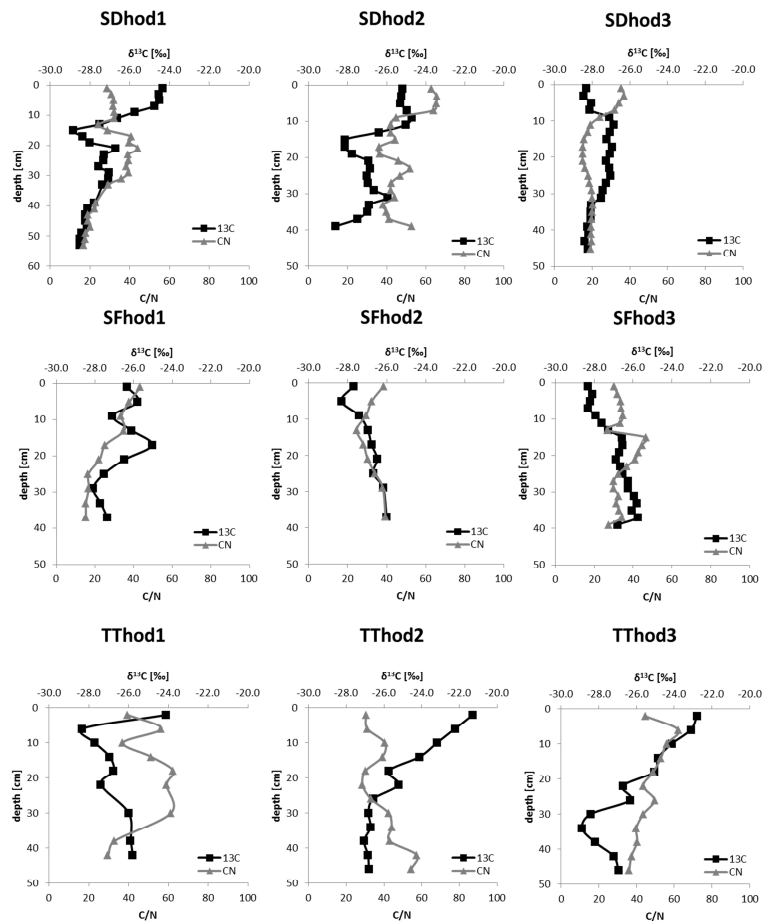 SDhod1 SDhod2 SDhod3
δ¹³C [‰] δ¹³C [‰] δ¹³C [‰]
-30.0 -28.0 -26.0 -24.0 -30.0 -28.0 -26.0 -24.0 -30.0 -28.0 -26.0 -24.0
0 0 0
10 10 10
20 20 20
30 30 30
40 40 40
50 50 50
60
depth [cm] depth [cm] depth [cm]
13C 13C 13C
CN CN CN
0 20 40 60 80 100 0 20 40 60 80 100 0 20 40 60 80 100
C/N C/N C/N
SFhod1 SFhod2 SFhod3
δ¹³C [‰] δ¹³C [‰] δ¹³C [‰]
-30.0 -28.0 -26.0 -24.0 -22.0 -20.0 -30.0 -28.0 -26.0 -24.0 -22.0 -20.0 -30.0 -28.0 -26.0 -24.0 -22.0 -20.0
0 0 0
10 10 10
20 20 20
30 30 30
40 40 40
50 50 50
depth [cm] depth [cm] depth [cm]
13C 13C 13C
CN CN CN
0 20 40 60 80 100 0 20 40 60 80 100 0 20 40 60 80 100
C/N C/N C/N
TThod1 TThod2 TThod3
δ¹³C [‰] δ¹³C [‰] δ¹³C [‰]
-30.0 -28.0 -26.0 -24.0 -22.0 -20.0 -30.0 -28.0 -26.0 -24.0 -22.0 -20.0 -30.0 -28.0 -26.0 -24.0 -22.0 -20.0
0 0 0
10 10 10
20 20 20
30 30 30
40 40 40
50 50 50
depth [cm] depth [cm] depth [cm]
13C 13C 13C
CN CN CN
0 20 40 60 80 100 0 20 40 60 80 100 0 20 40 60 80 100
C/N C/N C/N